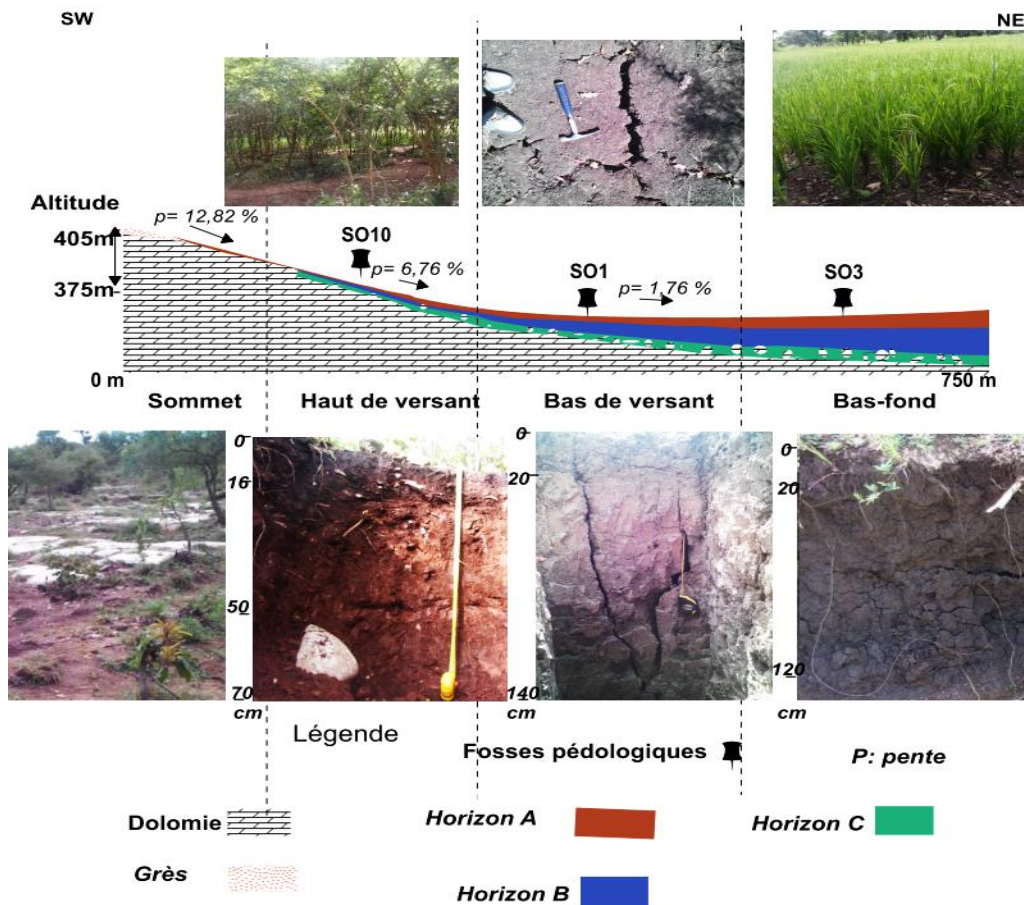 SW
NE
Altitude
405m
375m
p= 12,82 %
SO10
p= 6,76 %
SO1
p= 1,76 %
SO3
0 m
750 m
Sommet
Haut de versant
Bas de versant
Bas-fond
0
16
50
70
cm
0
20
140
cm
0
20
120
cm
Légende
Fosses pédologiques
P: pente
Dolomie
Horizon A
Horizon C
Grès
Horizon B